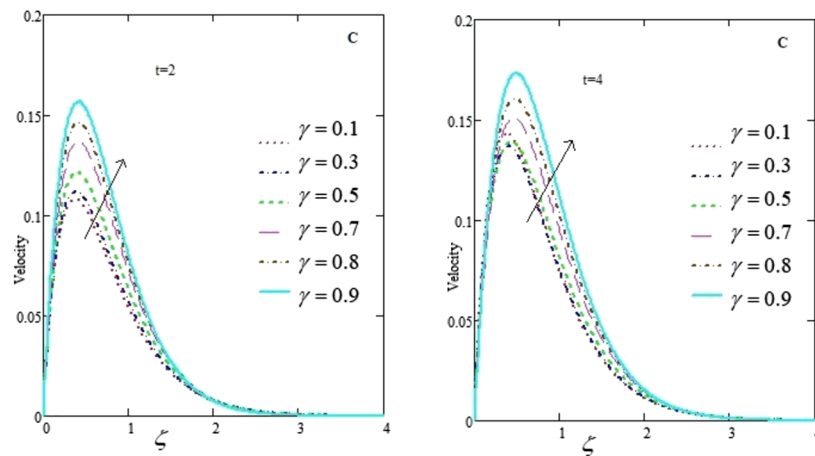 0.2
C
t=2
0.15
γ = 0.1
γ = 0.3
γ = 0.5
0.1
γ = 0.7
Velocity
γ = 0.8
0.05
γ = 0.9
0
0
1
2
3
4
ζ
0.2
C
t=4
0.15
γ = 0.1
γ = 0.3
γ = 0.5
0.1
γ = 0.7
Velocity
γ = 0.8
0.05
γ = 0.9
0
0
1
2
3
4
ζ